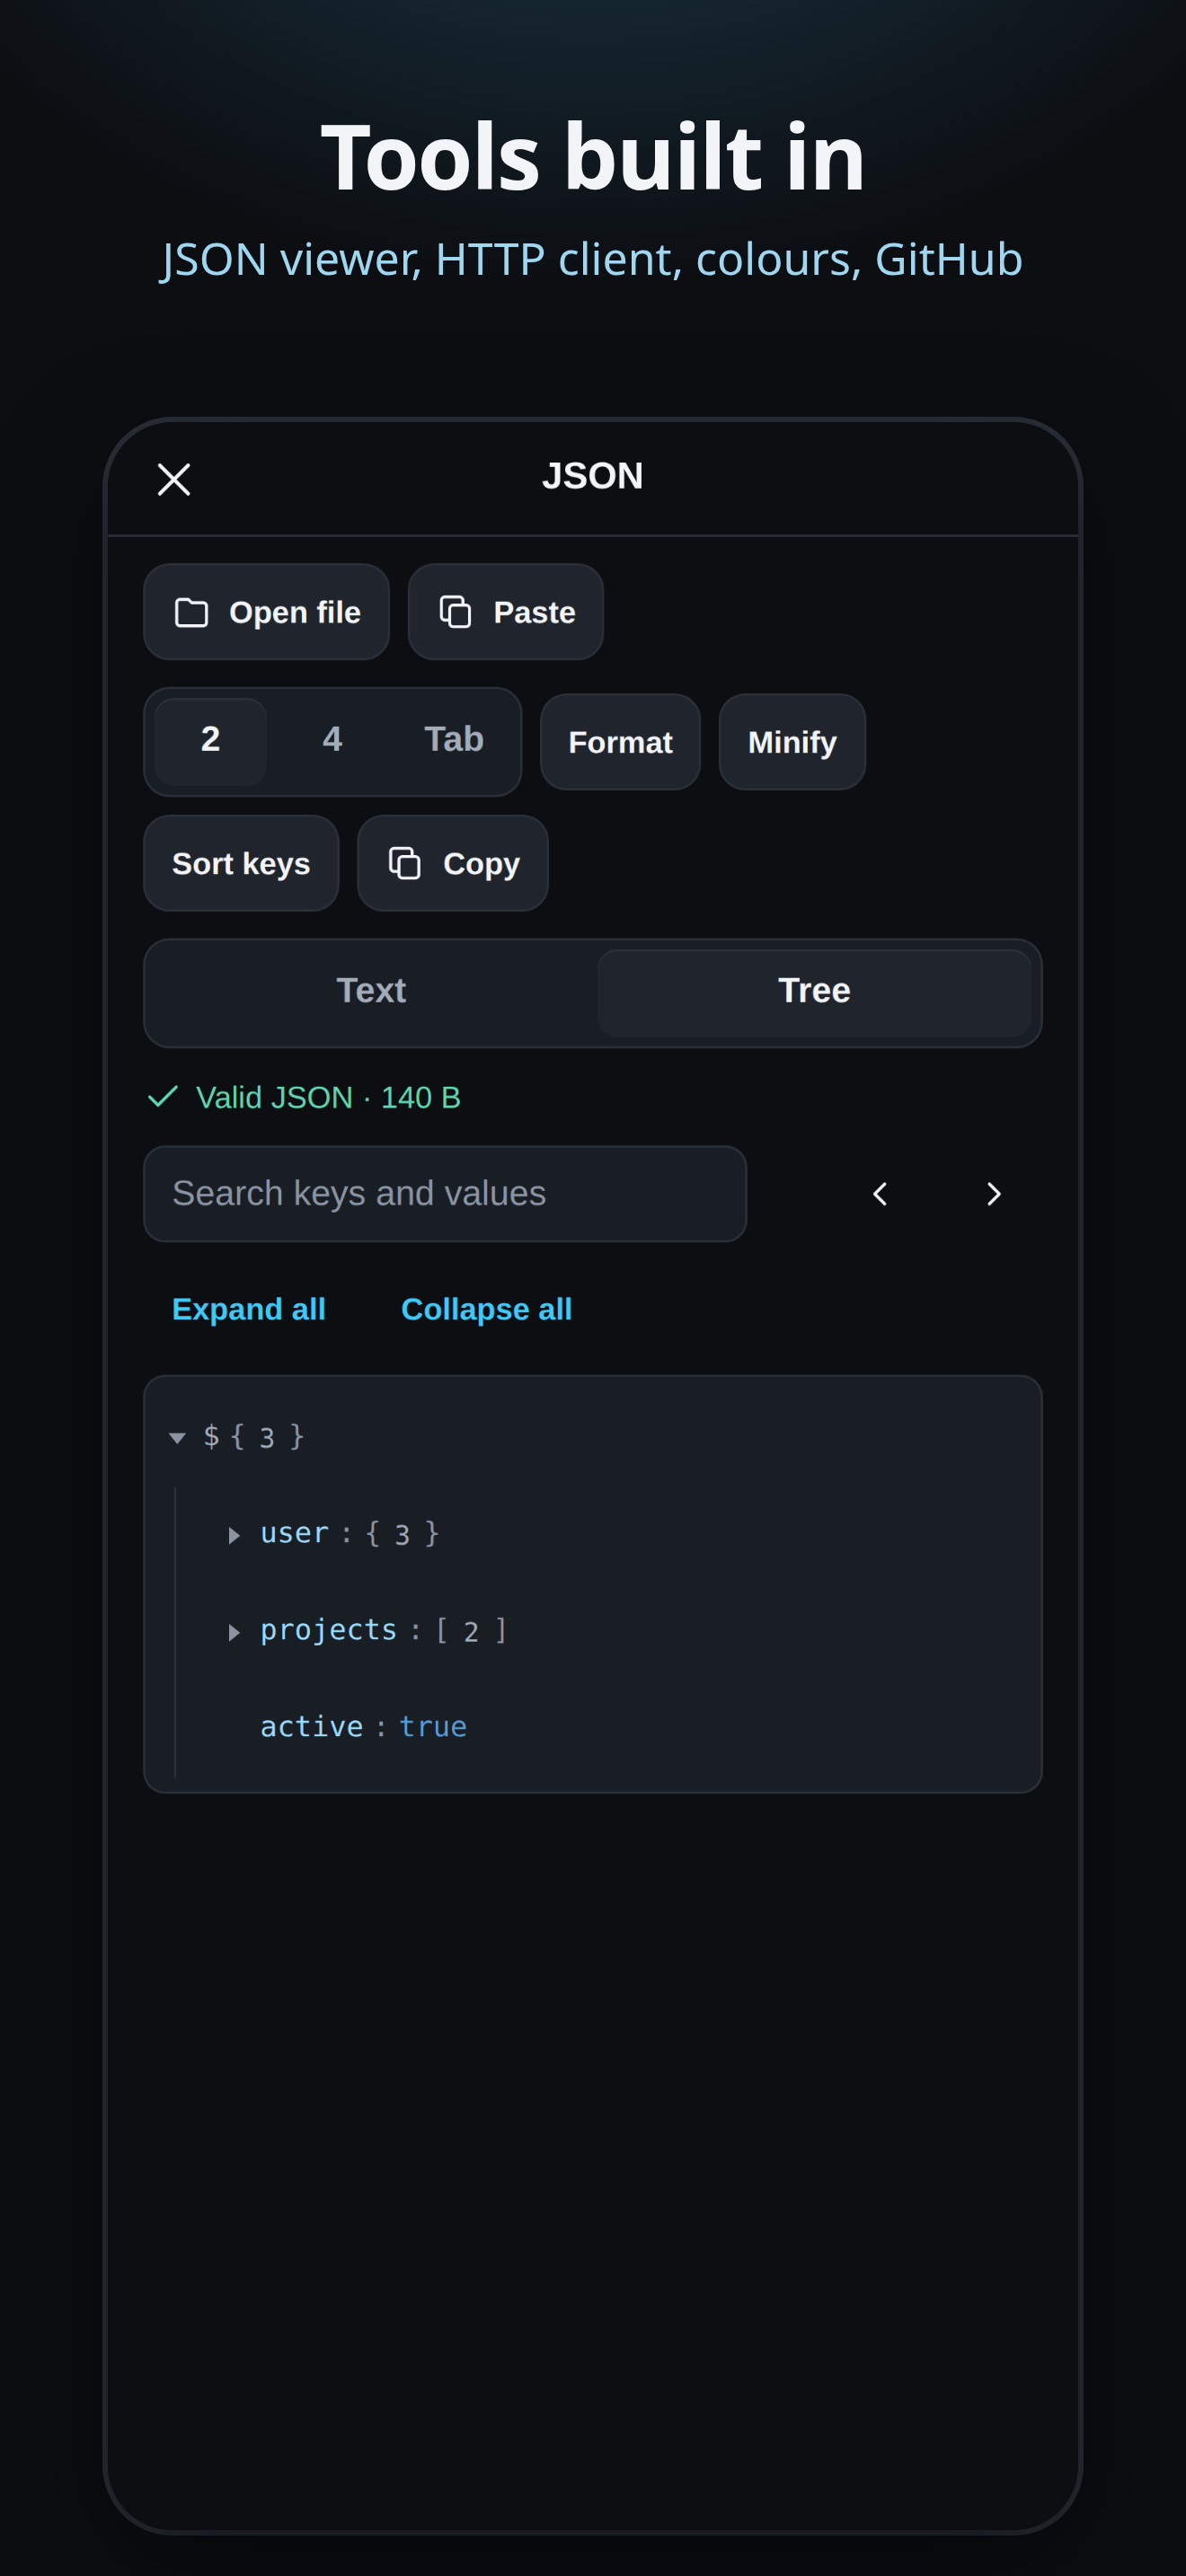 Tools built in
JSON viewer, HTTP client, colours, GitHub
JSON
Open file Paste
2 4 Tab Format Minify
Sort keys Copy
Text Tree
Valid JSON · 140 B
Search keys and values
Expand all Collapse all
$ { 3 }
user : { 3 }
projects : [ 2 ]
active : true